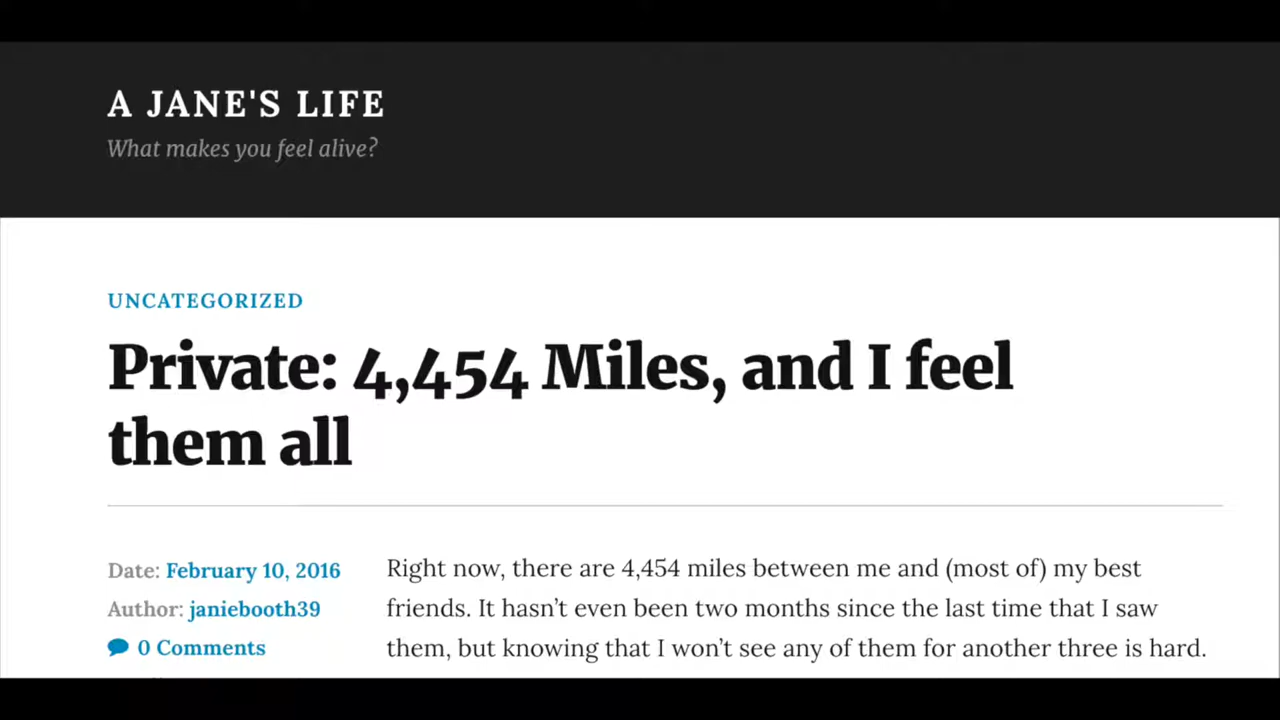 A JANE'S LIFE
What makes you feel alive?
UNCATEGORIZED
Private: 4,454 Miles, and I feel
them all
Date: February 10, 2016
Author: janiebooth39
0 Comments
Right now, there are 4,454 miles between me and (most of) my best
friends. It hasn’t even been two months since the last time that I saw
them, but knowing that I won’t see any of them for another three is hard.